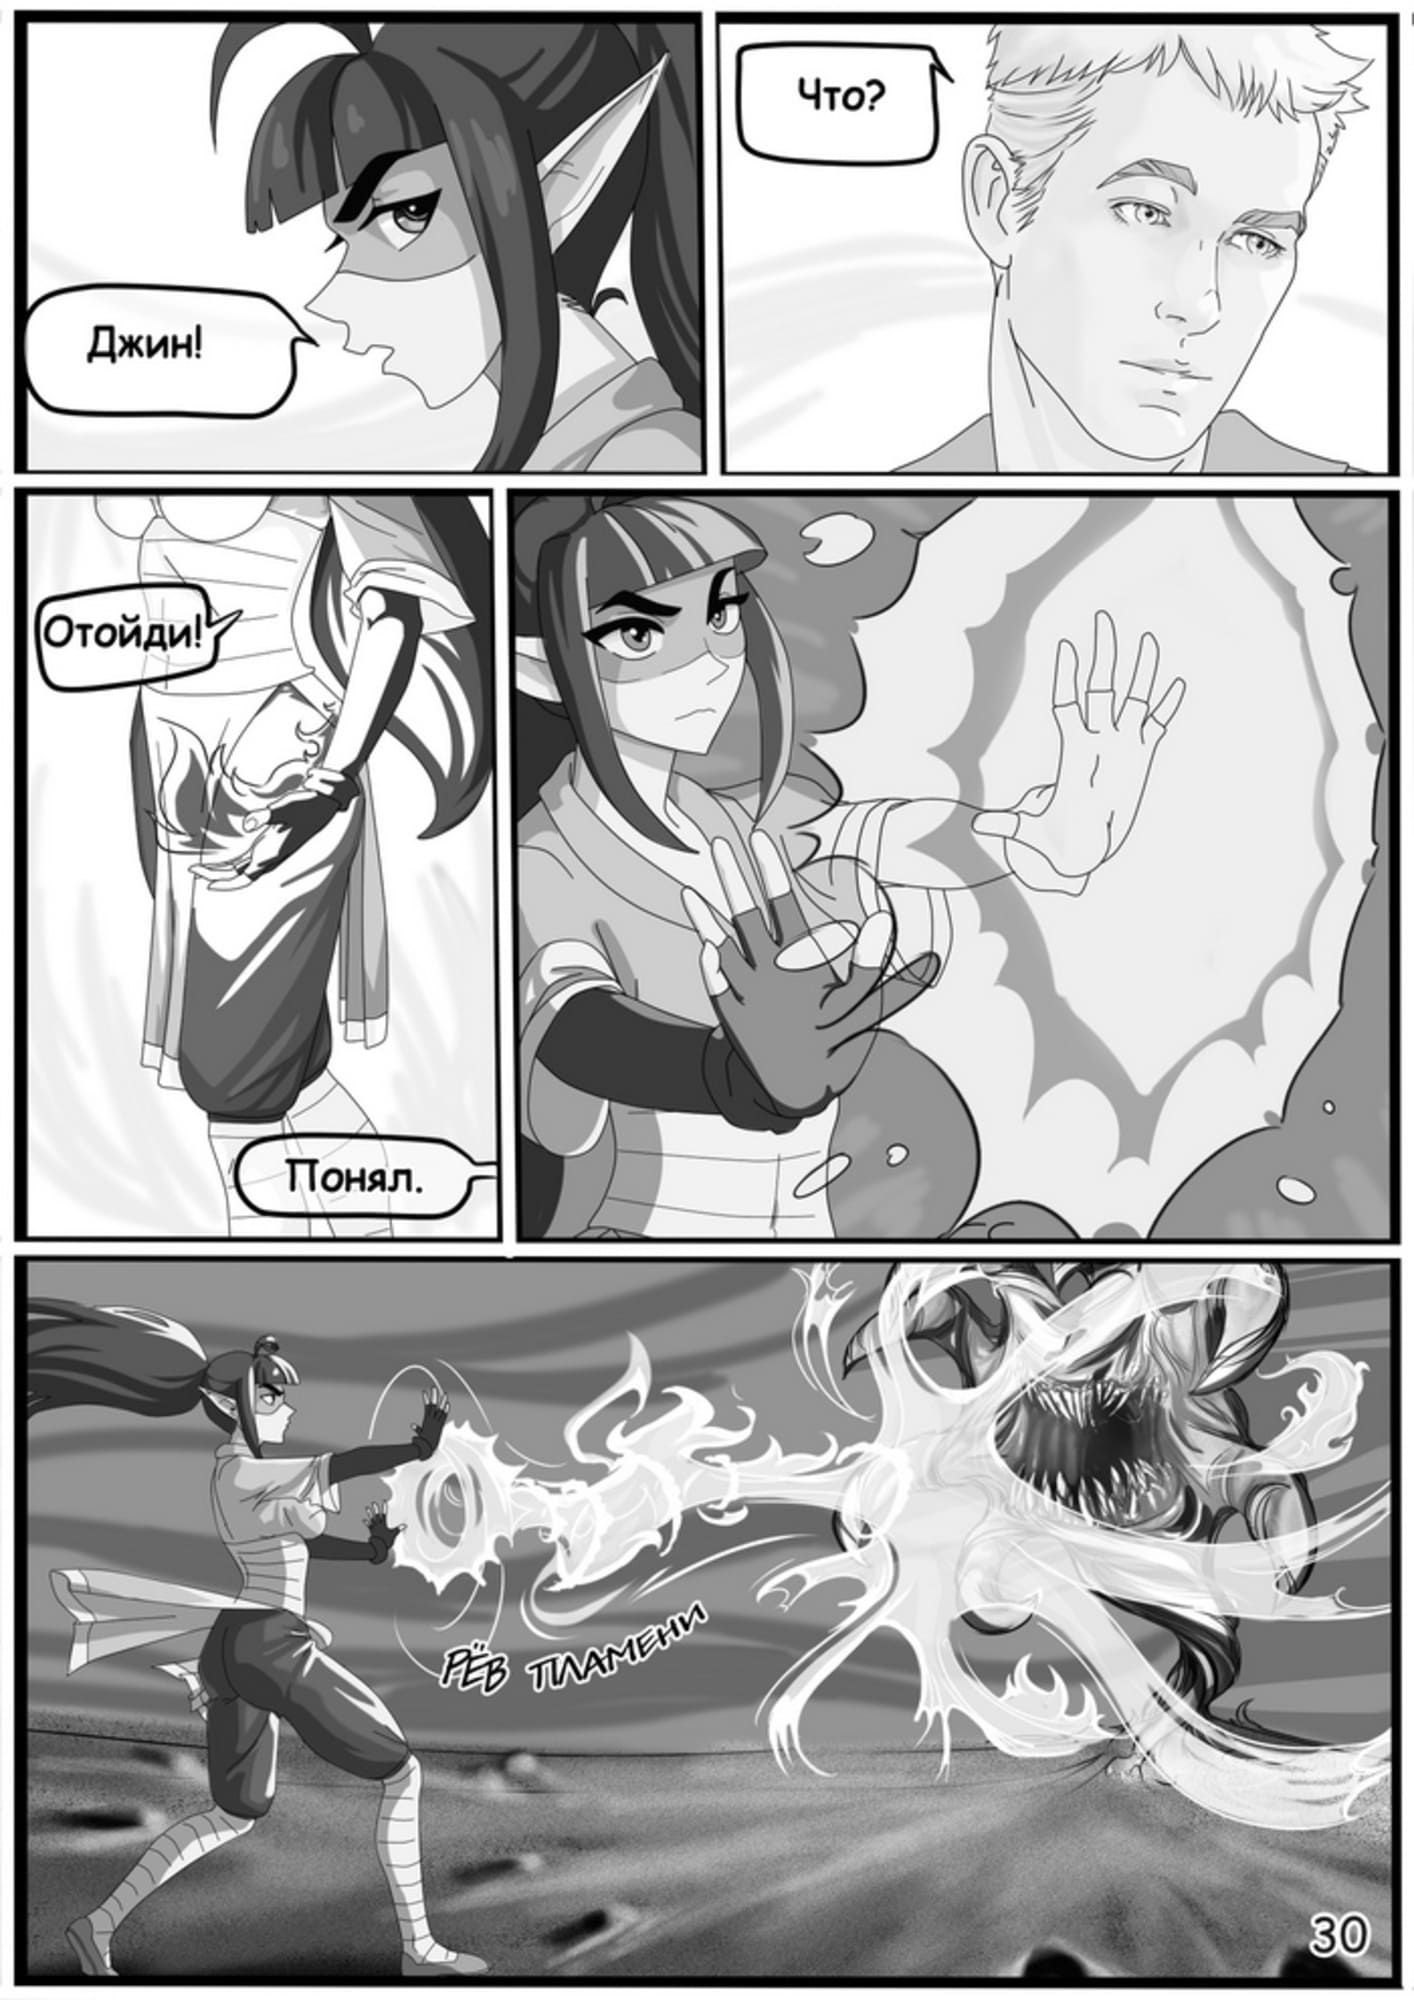 Джин!
Что?
Отойди!
Понял.
РЁВ ПЛАМЕНИ
30